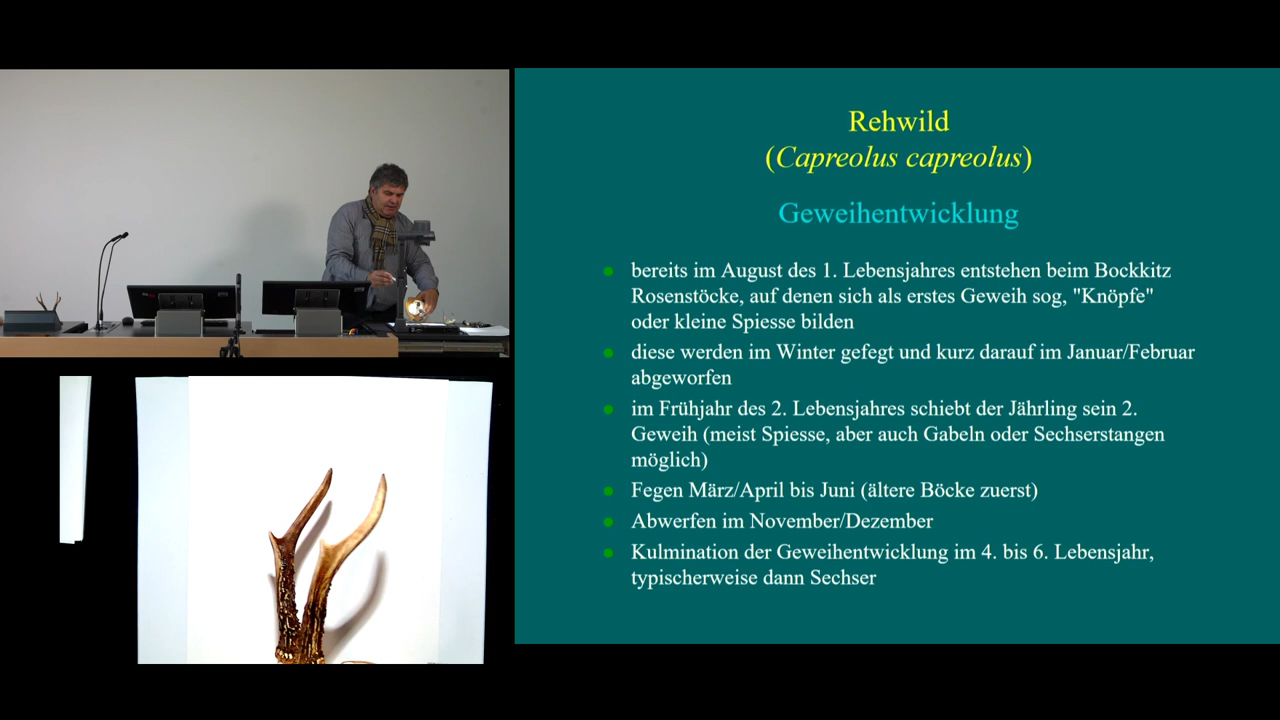 Rehwild
(Capreolus capreolus)
Geweihentwicklung
bereits im August des 1. Lebensjahres entstehen beim Bockkitz
Rosenstöcke, auf denen sich als erstes Geweih sog, "Knöpfe"
oder kleine Spiesse bilden
diese werden im Winter gefegt und kurz darauf im Januar/Februar
abgeworfen
im Frühjahr des 2. Lebensjahres schiebt der Jährling sein 2.
Geweih (meist Spiesse, aber auch Gabeln oder Sechserstangen
möglich)
Fegen März/April bis Juni (ältere Böcke zuerst)
Abwerfen im November/Dezember
Kulmination der Geweihentwicklung im 4. bis 6. Lebensjahr,
typischerweise dann Sechser